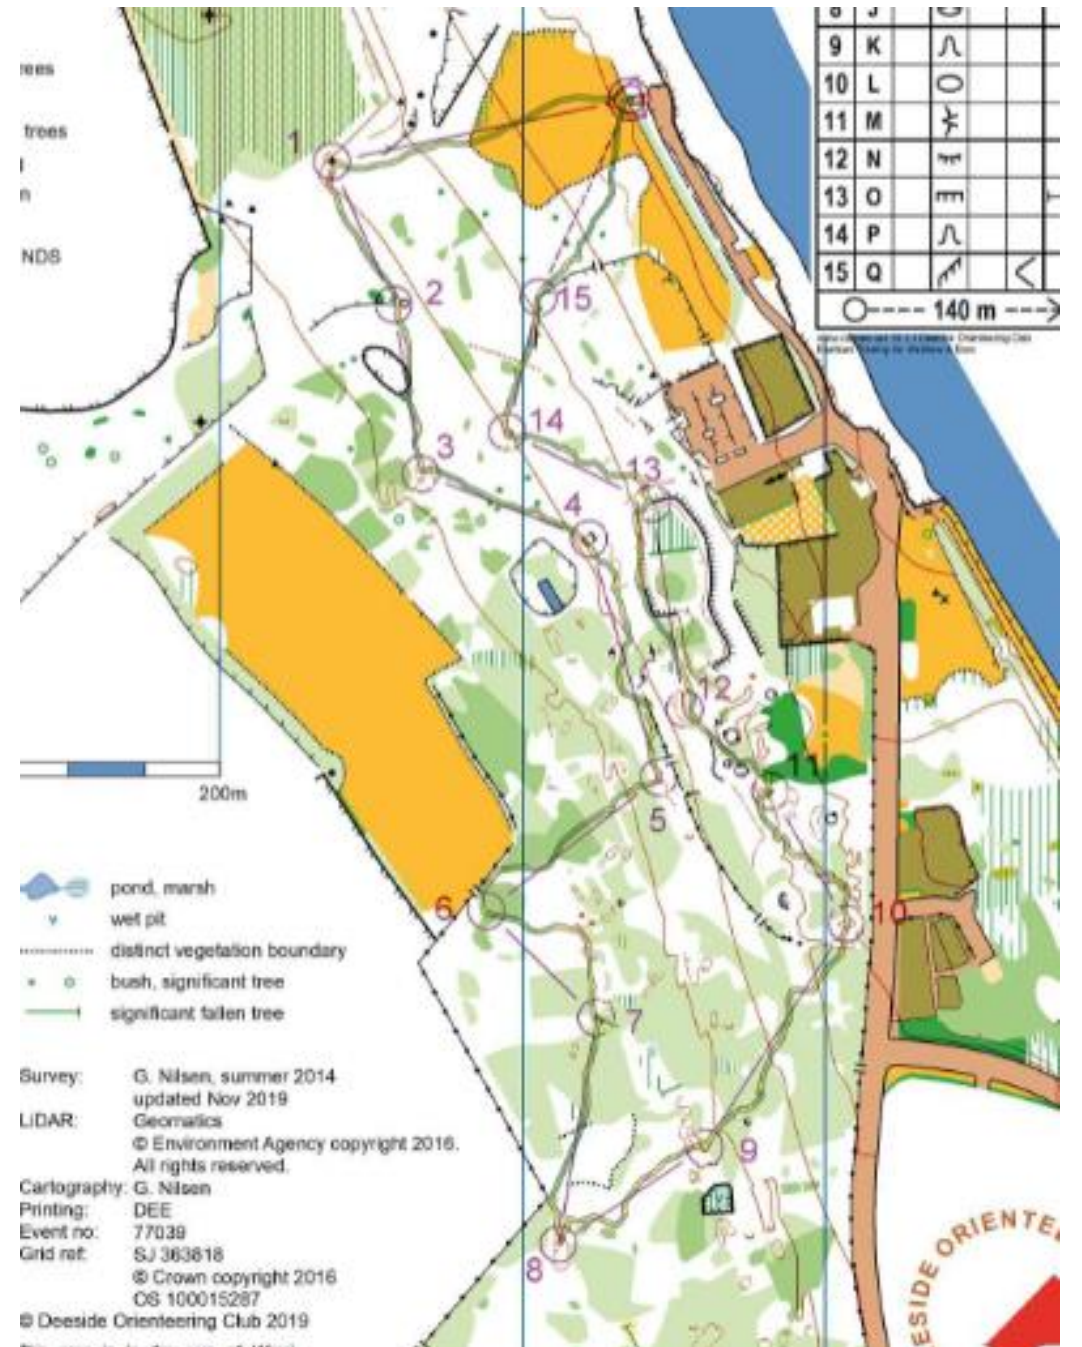 rees
trees
n
NDS
8 J
9 K
10 L
11 M
12 N
13 O
14 P
15 Q
140 m
1
2
15
14
3
13
4
12
11
5
6
10
7
9
8
200m
pond, marsh
wet pit
distinct vegetation boundary
bush, significant tree
significant fallen tree
Survey: G. Nilsen, summer 2014
updated Nov 2019
LiDAR: Geomatics
© Environment Agency copyright 2016.
All rights reserved.
Cartography: G. Nilsen
Printing: DEE
Event no: 77039
Grid ref: SJ 363818
© Crown copyright 2016
OS 100015287
© Deeside Orienteering Club 2019
ESIDE ORIENTEE